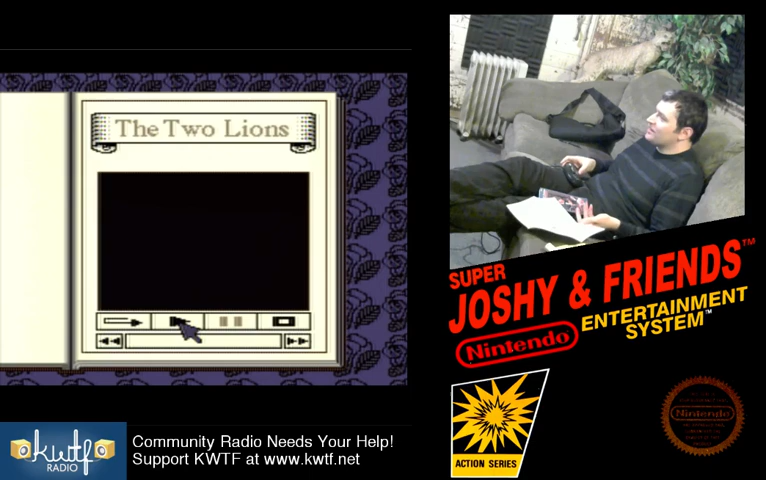 The Two Lions
SUPER
JOSHY & FRIENDS™
Nintendo
ENTERTAINMENT
SYSTEM™
ACTION SERIES
Nintendo
kwtf
RADIO
Community Radio Needs Your Help!
Support KWTF at www.kwtf.net